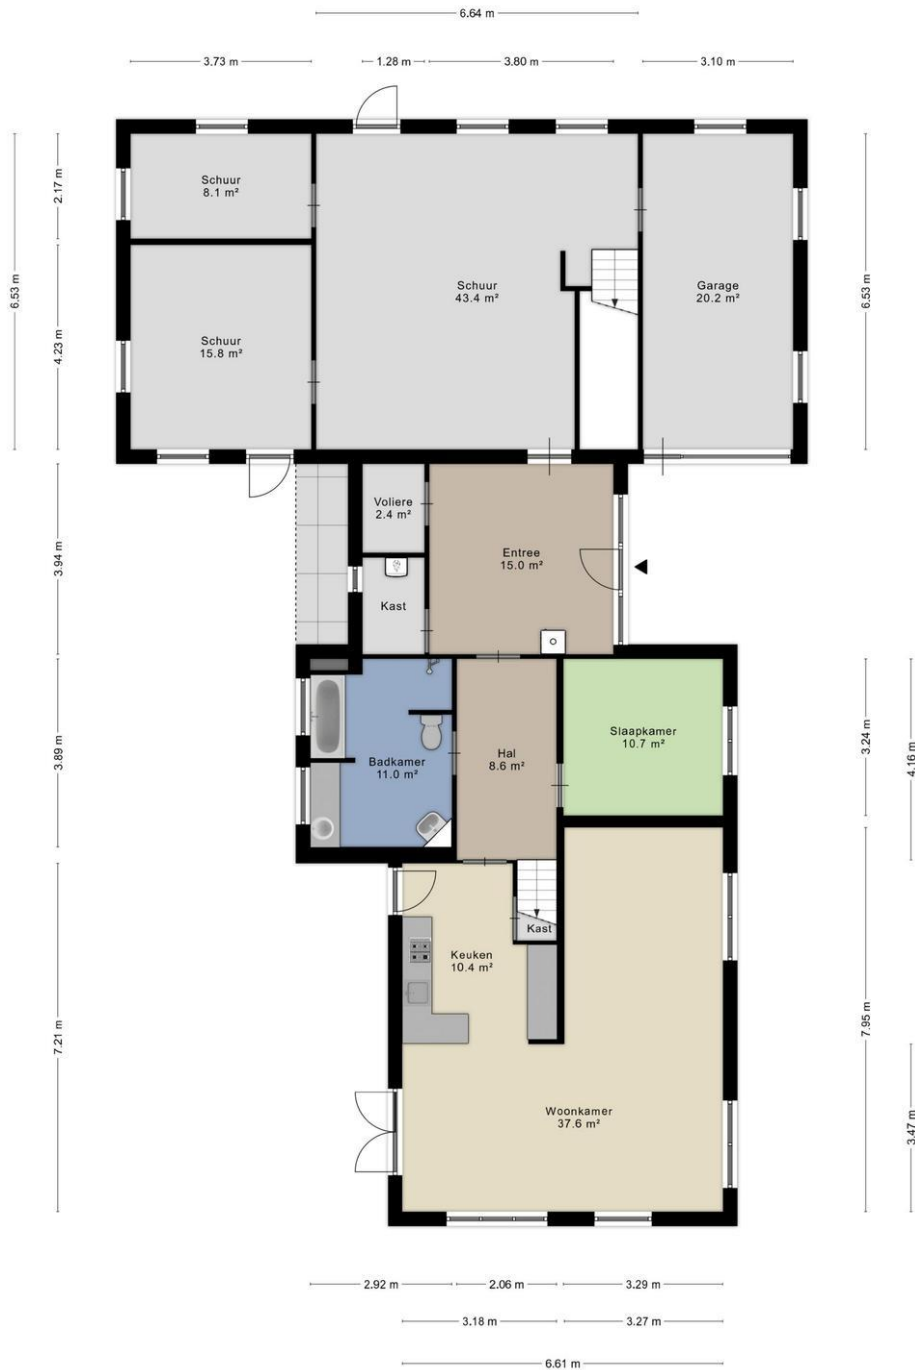 6.64 m
3.73 m
1.28 m
3.80 m
3.10 m
6.53 m
2.17 m
4.23 m
6.53 m
Schuur
8.1 m²
Schuur
15.8 m²
Schuur
43.4 m²
Garage
20.2 m²
3.94 m
Voliere
2.4 m²
Kast
Entree
15.0 m²
3.89 m
Badkamer
11.0 m²
Hal
8.6 m²
Slaapkamer
10.7 m²
3.24 m
4.16 m
Kast
Keuken
10.4 m²
7.21 m
7.95 m
Woonkamer
37.6 m²
3.47 m
2.92 m
2.06 m
3.29 m
3.18 m
3.27 m
6.61 m